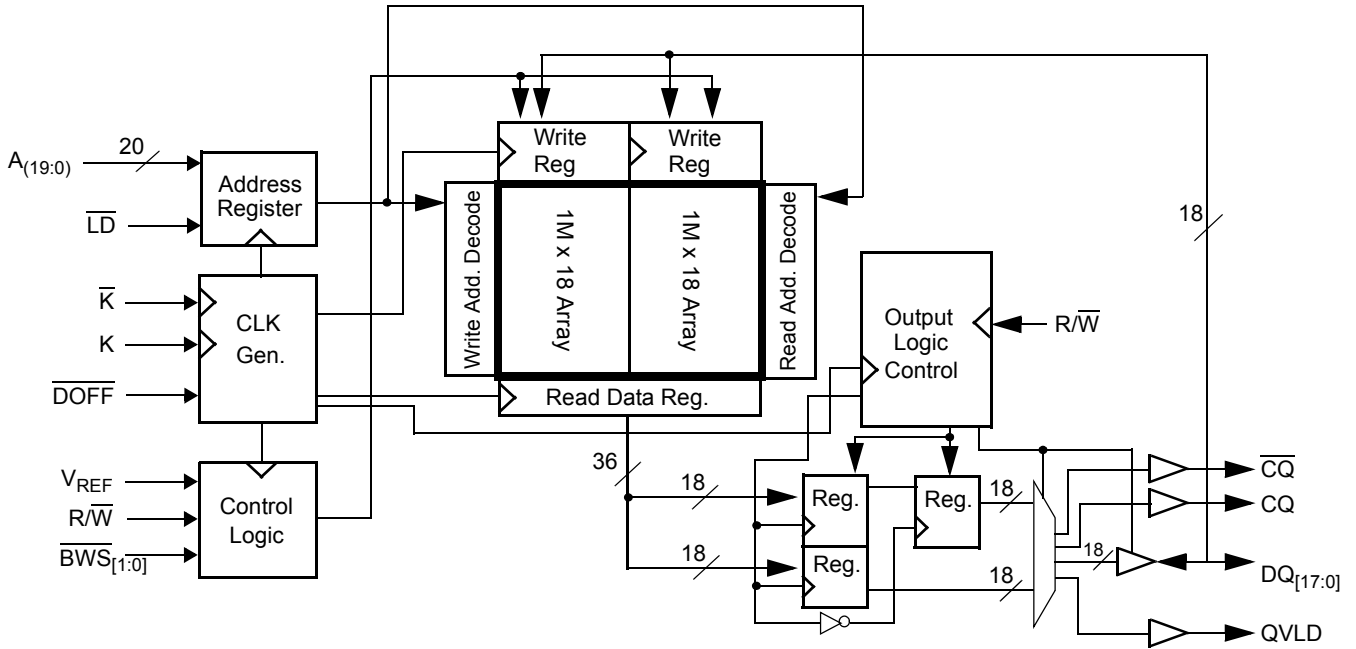 A(19:0)
20
LD
K
K
DOFF
VREF
R/W
BWS[1:0]
Address
Register
CLK
Gen.
Control
Logic
Write
Reg
Write
Reg
Write Add. Decode
1M x 18 Array
1M x 18 Array
Read Add. Decode
Read Data Reg.
Output
Logic
Control
R/W
18
36
18
18
Reg.
Reg.
Reg.
18
18
18
CQ
CQ
DQ[17:0]
QVLD